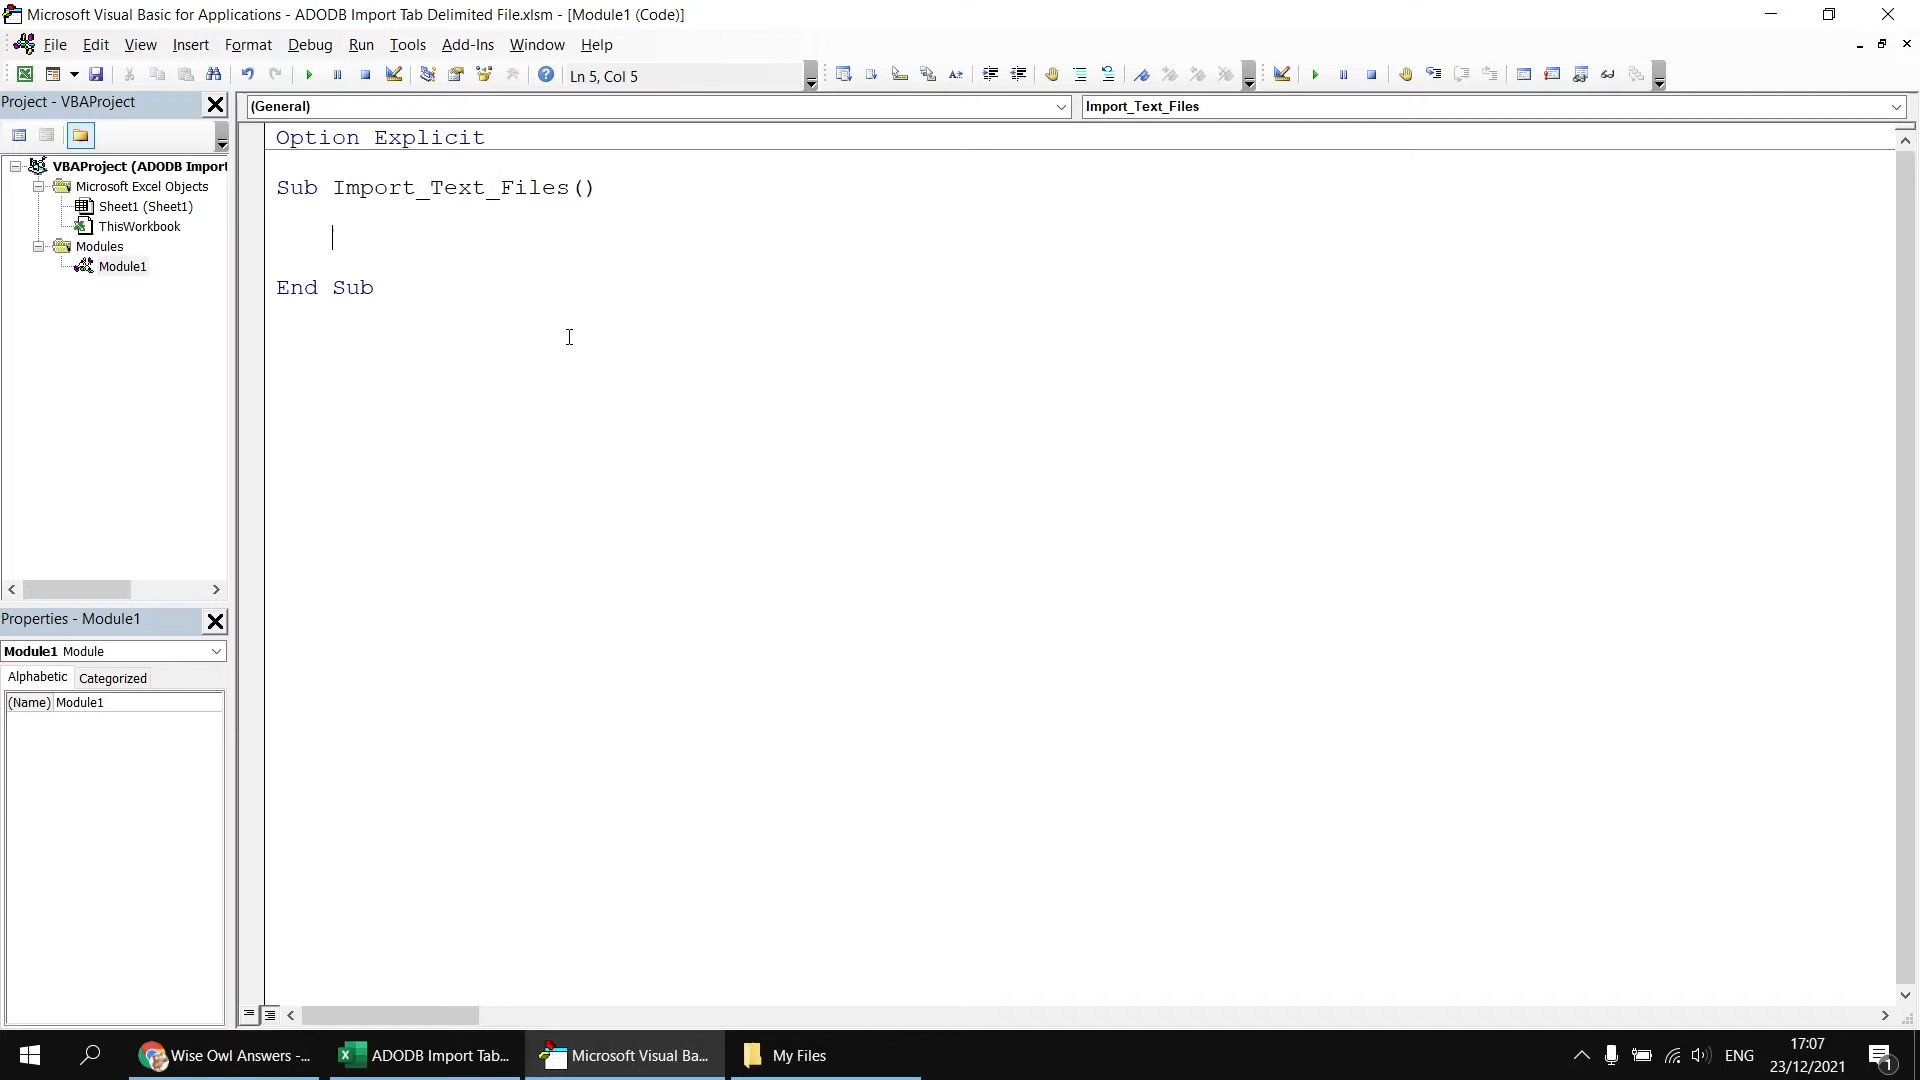 Microsoft Visual Basic for Applications - ADODB Import Tab Delimited File.xlsm - [Module1 (Code)]
File Edit View Insert Format Debug Run Tools Add-Ins Window Help
Ln 5, Col 5
Project - VBAProject
(General)
Import_Text_Files
VBAProject (ADODB Import
Microsoft Excel Objects
Sheet1 (Sheet1)
ThisWorkbook
Modules
Module1
Option Explicit
Sub Import_Text_Files()
End Sub
Properties - Module1
Module1 Module
Alphabetic Categorized
(Name) Module1
Wise Owl Answers -...
ADODB Import Tab...
Microsoft Visual Ba...
My Files
ENG
17:07
23/12/2021
1